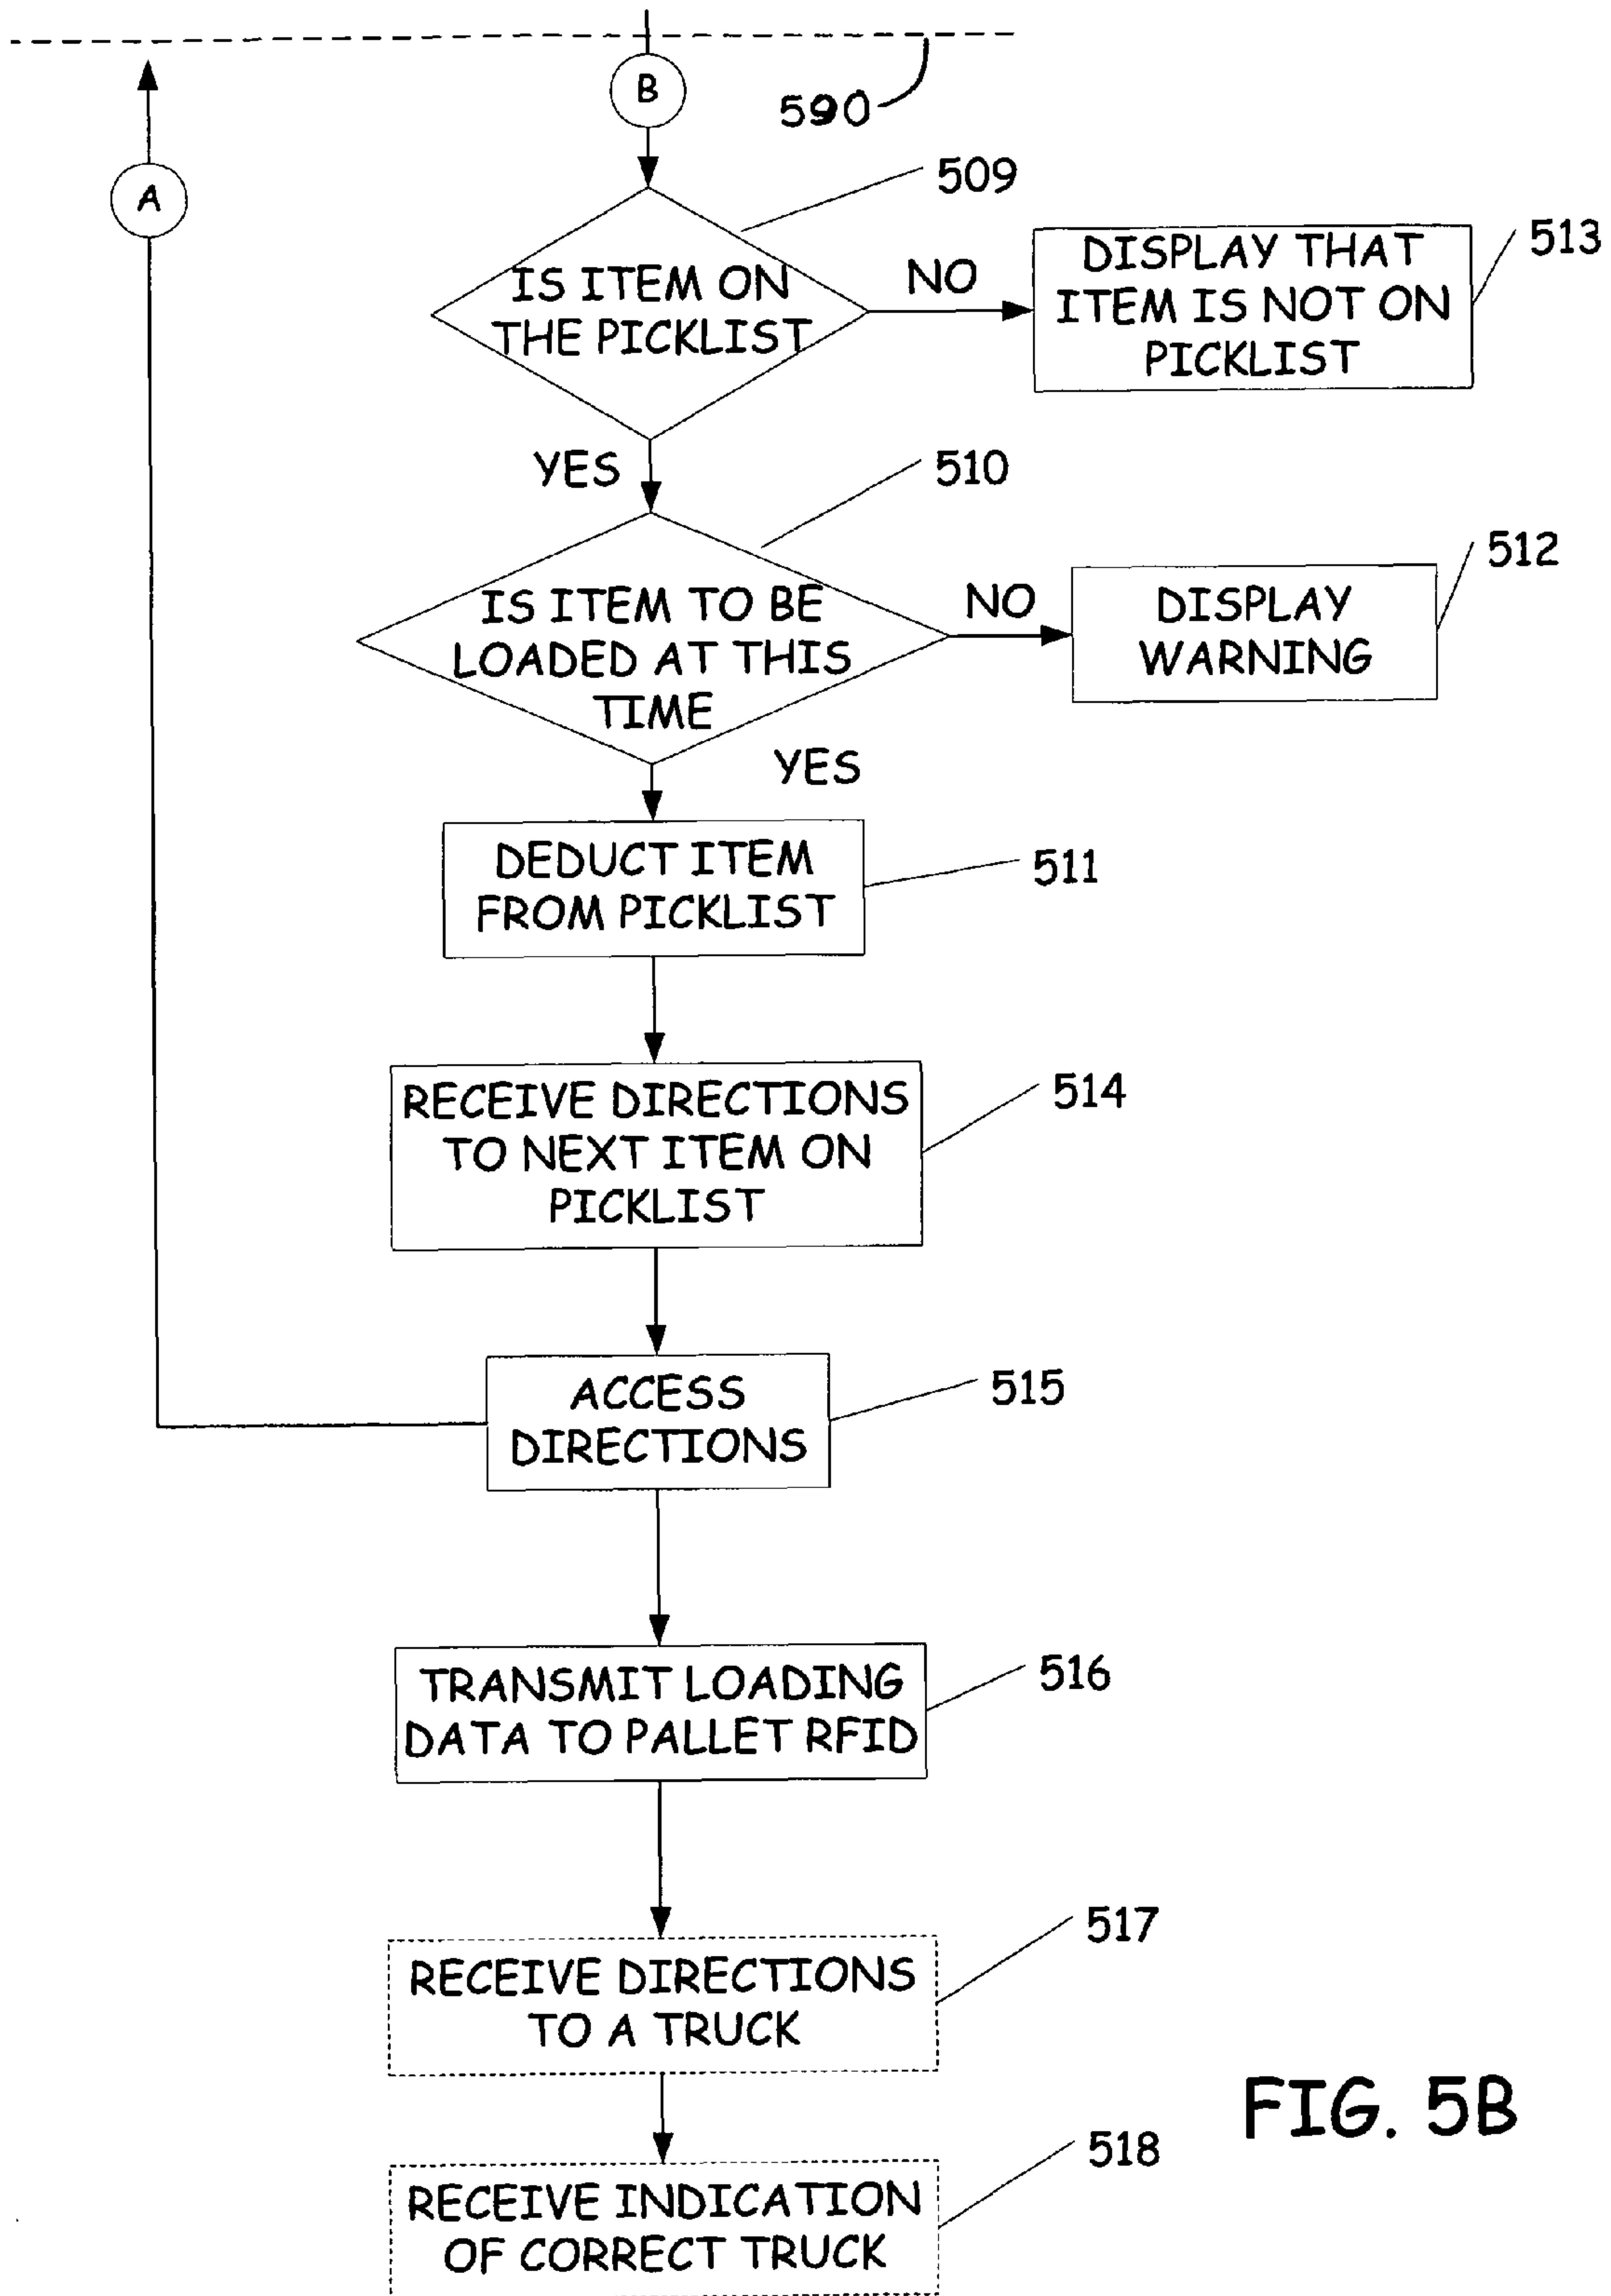 B
590
A
509
IS ITEM ON
THE PICKLIST
NO
DISPLAY THAT
ITEM IS NOT ON
PICKLIST
513
YES
510
IS ITEM TO BE
LOADED AT THIS
TIME
NO
DISPLAY
WARNING
512
YES
DEDUCT ITEM
FROM PICKLIST
511
RECEIVE DIRECTIONS
TO NEXT ITEM ON
PICKLIST
514
ACCESS
DIRECTIONS
515
TRANSMIT LOADING
DATA TO PALLET RFID
516
RECEIVE DIRECTIONS
TO A TRUCK
517
RECEIVE INDICATION
OF CORRECT TRUCK
518
FIG. 5B